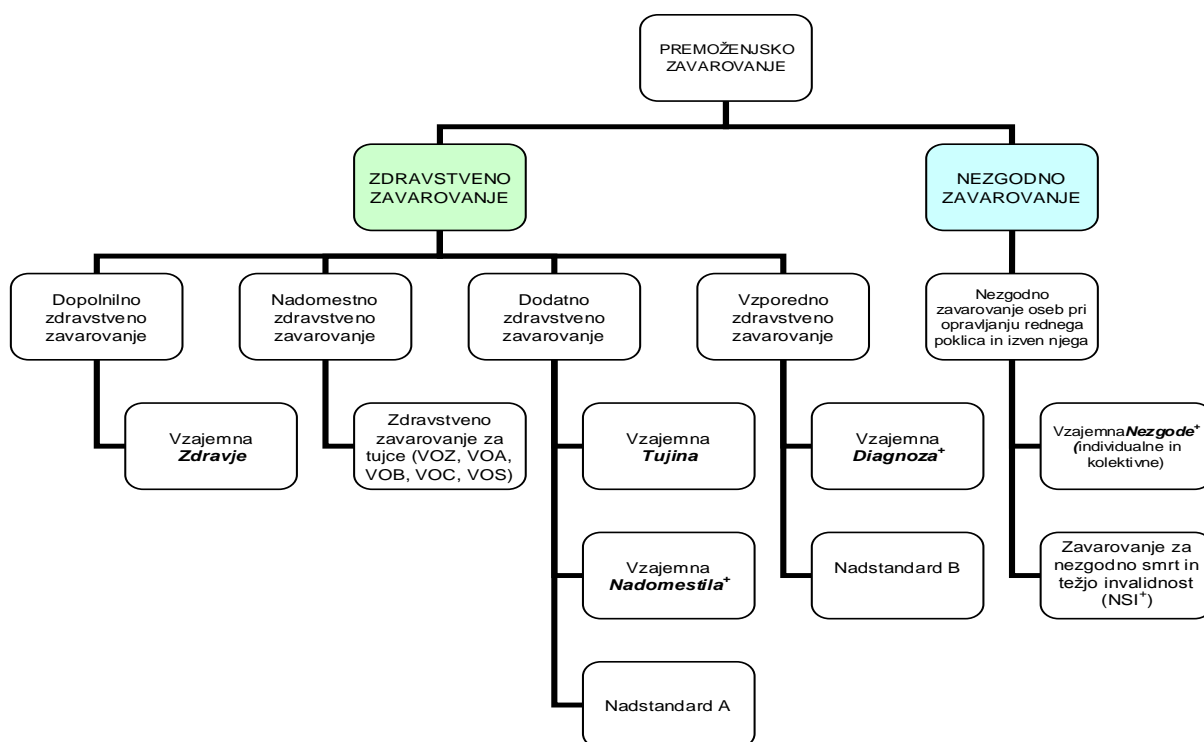 PREMOŽENJSKO
ZAVAROVANJE
ZDRAVSTVENO
ZAVAROVANJE
NEZGODNO
ZAVAROVANJE
Dopolnilno
zdravstveno
zavarovanje
Nadomestno
zdravstveno
zavarovanje
Dodatno
zdravstveno
zavarovanje
Vzporedno
zdravstveno
zavarovanje
Nezgodno
zavarovanje oseb pri
opravljanju rednega
poklica in izven njega
Vzajemna
Zdravje
Zdravstveno
zavarovanje za
tujce (VOZ, VOA,
VOB, VOC, VOS)
Vzajemna
Tujina
Vzajemna
Diagnoza⁺
VzajemnaNezgode⁺
(individualne in
kolektivne)
Vzajemna
Nadomestila⁺
Nadstandard B
Zavarovanje za
nezgodno smrt in
težjo invalidnost
(NSI⁺)
Nadstandard A